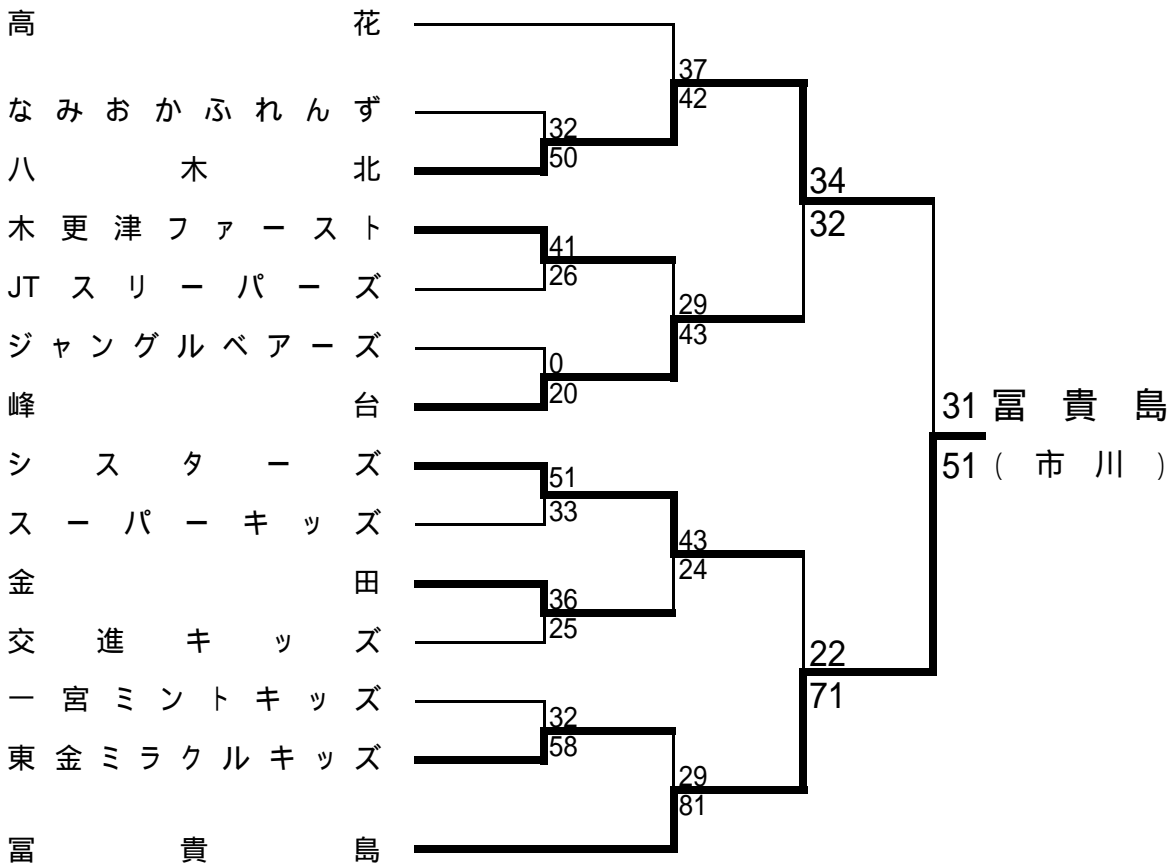 高花
37
42
なみおかふれんず
32
50
八木北
34
32
木更津ファースト
41
26
JTスリーパーズ
29
43
ジャングルベアーズ
0
20
峰台
31 冨貴島
51 (市川)
シスターズ
51
33
スーパーキッズ
43
24
金田
36
25
交進キッズ
22
71
一宮ミントキッズ
32
58
東金ミラクルキッズ
29
81
冨貴島